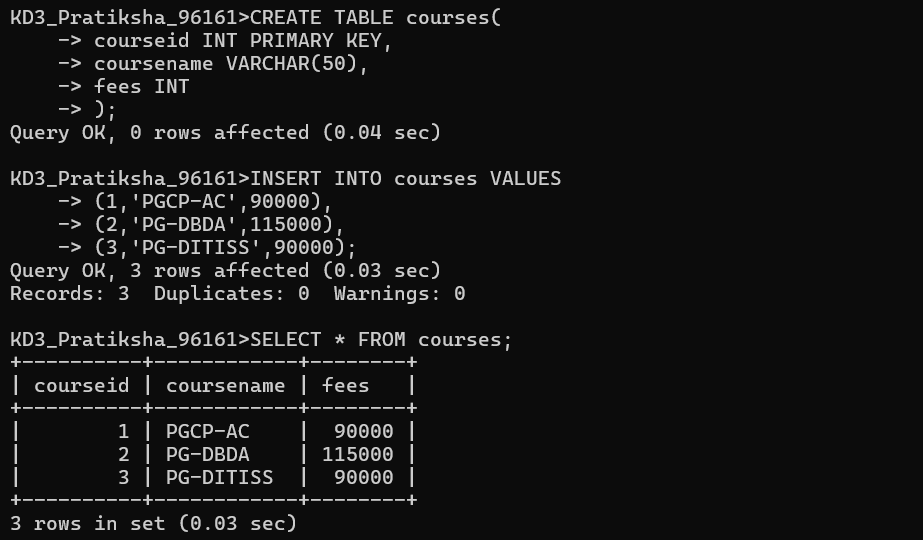 KD3_Pratiksha_96161>CREATE TABLE courses(
    -> courseid INT PRIMARY KEY,
    -> coursename VARCHAR(50),
    -> fees INT
    -> );
Query OK, 0 rows affected (0.04 sec)

KD3_Pratiksha_96161>INSERT INTO courses VALUES
    -> (1,'PGCP-AC',90000),
    -> (2,'PG-DBDA',115000),
    -> (3,'PG-DITISS',90000);
Query OK, 3 rows affected (0.03 sec)
Records: 3  Duplicates: 0  Warnings: 0

KD3_Pratiksha_96161>SELECT * FROM courses;
+----------+------------+--------+
| courseid | coursename | fees   |
+----------+------------+--------+
|        1 | PGCP-AC    |  90000 |
|        2 | PG-DBDA    | 115000 |
|        3 | PG-DITISS  |  90000 |
+----------+------------+--------+
3 rows in set (0.03 sec)